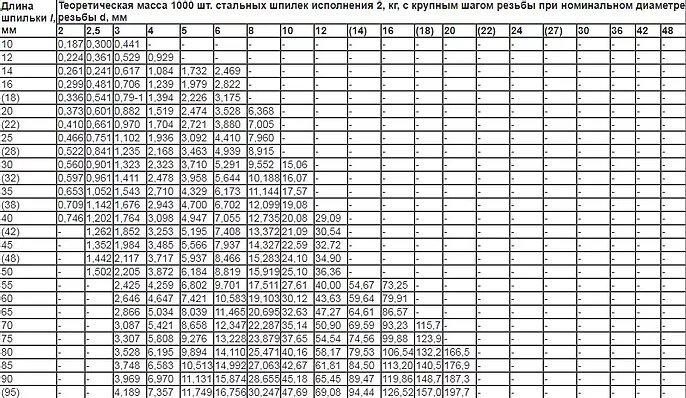 Длина шпильки l, мм | Теоретическая масса 1000 шт. стальных шпилек исполнения 2, кг, с крупным шагом резьбы при номинальном диаметре резьбы d, мм
2 2,5 3 4 5 6 8 10 12 (14) 16 (18) 20 (22) (24) (27) 30 36 42 48
10 0,187 0,300 0,441 - - - - - - - - - - - - - - - - -
12 0,224 0,361 0,529 0,929 - - - - - - - - - - - - - - - -
14 0,261 0,241 0,617 1,084 1,732 2,469 - - - - - - - - - - - - - -
16 0,299 0,481 0,706 1,239 1,979 2,822 - - - - - - - - - - - - - -
(18) 0,336 0,541 0,79-1 1,394 2,226 3,175 - - - - - - - - - - - - - -
20 0,373 0,601 0,882 1,519 2,474 3,528 6,368 - - - - - - - - - - - - -
(22) 0,410 0,661 0,970 1,704 2,721 3,880 7,005 - - - - - - - - - - - - -
25 0,466 0,751 1,102 1,936 3,092 4,410 7,960 - - - - - - - - - - - - -
(28) 0,522 0,841 1,235 2,168 3,463 4,939 8,915 - - - - - - - - - - - - -
30 0,560 0,901 1,323 2,323 3,710 5,291 9,552 15,06 - - - - - - - - - - - -
(32) 0,597 0,961 1,411 2,478 3,958 5,644 10,188 16,07 - - - - - - - - - - - -
35 0,653 1,052 1,543 2,710 4,329 6,173 11,144 17,57 - - - - - - - - - - - -
(38) 0,709 1,142 1,676 2,943 4,700 6,702 12,099 19,08 - - - - - - - - - - - -
40 0,746 1,202 1,764 3,098 4,947 7,055 12,735 20,08 29,09 - - - - - - - - - - -
(42) - 1,262 1,852 3,253 5,195 7,408 13,372 21,09 30,54 - - - - - - - - - - -
45 - 1,352 1,984 3,485 5,566 7,937 14,327 22,59 32,72 - - - - - - - - - - -
(48) - 1,442 2,117 3,717 5,937 8,466 15,283 24,10 34,90 - - - - - - - - - - -
50 - 1,502 2,205 3,872 6,184 8,819 15,919 25,10 36,36 - - - - - - - - - - -
55 - - 2,425 4,259 6,802 9,701 17,511 27,61 40,00 54,67 73,25 - - - - - - - - -
60 - - 2,646 4,647 7,421 10,583 19,103 30,12 43,63 59,64 79,91 - - - - - - - - -
65 - - 2,866 5,034 8,039 11,465 20,695 32,63 47,27 64,61 86,57 - - - - - - - - -
70 - - 3,087 5,421 8,658 12,347 22,287 35,14 50,90 69,59 93,23 115,7 - - - - - - - -
75 - - 3,307 5,808 9,276 13,228 23,879 37,65 54,54 74,56 99,88 123,9 - - - - - - - -
80 - - 3,528 6,195 9,894 14,110 25,471 40,16 58,17 79,53 106,54 132,2 166,5 - - - - - - -
85 - - 3,748 6,583 10,513 14,992 27,063 42,67 61,81 84,50 113,20 140,5 176,9 - - - - - - -
90 - - 3,969 6,970 11,131 15,874 28,655 45,18 65,45 89,47 119,86 148,7 187,3 - - - - - - -
(95) - - 4,189 7,357 11,749 16,756 30,247 47,69 69,08 94,44 126,52 157,0 197,7 - - - - - - -